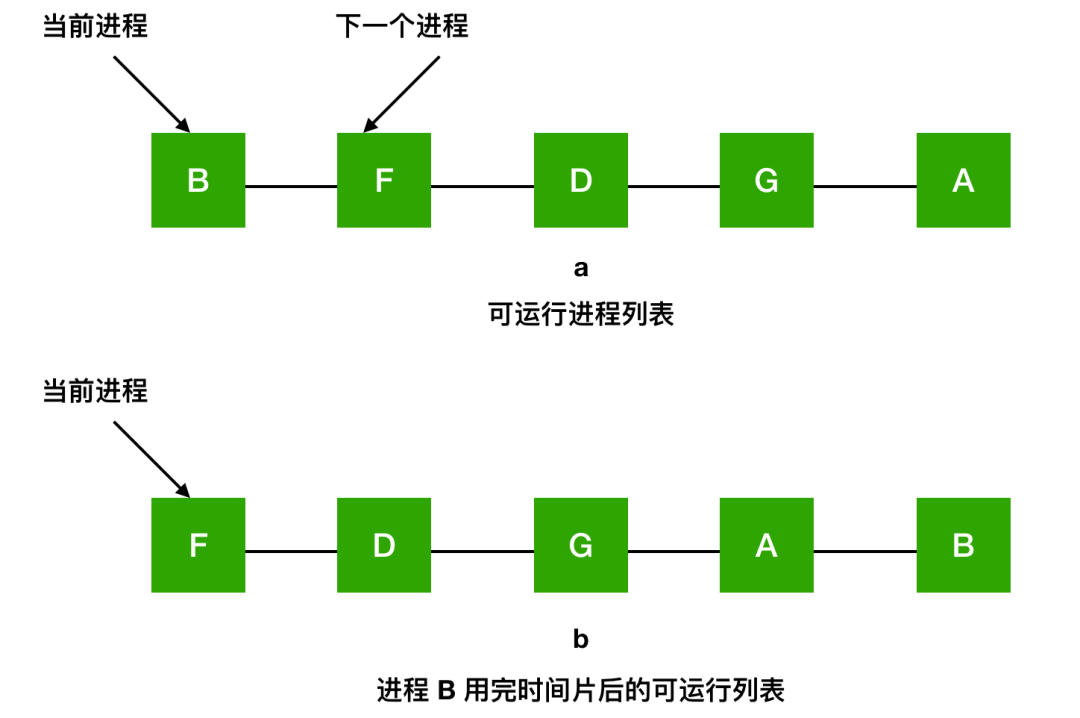 当前进程 下一个进程
B F D G A
a
可运行进程列表
当前进程
F D G A B
b
进程 B 用完时间片后的可运行列表